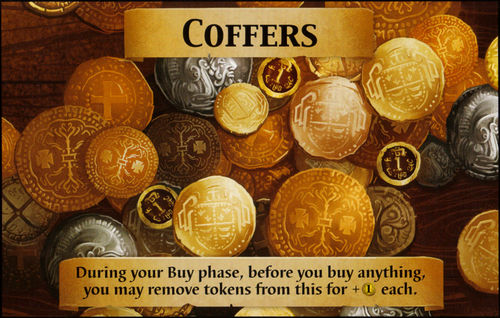 COFFERS
During your Buy phase, before you buy anything,
you may remove tokens from this for +1 each.